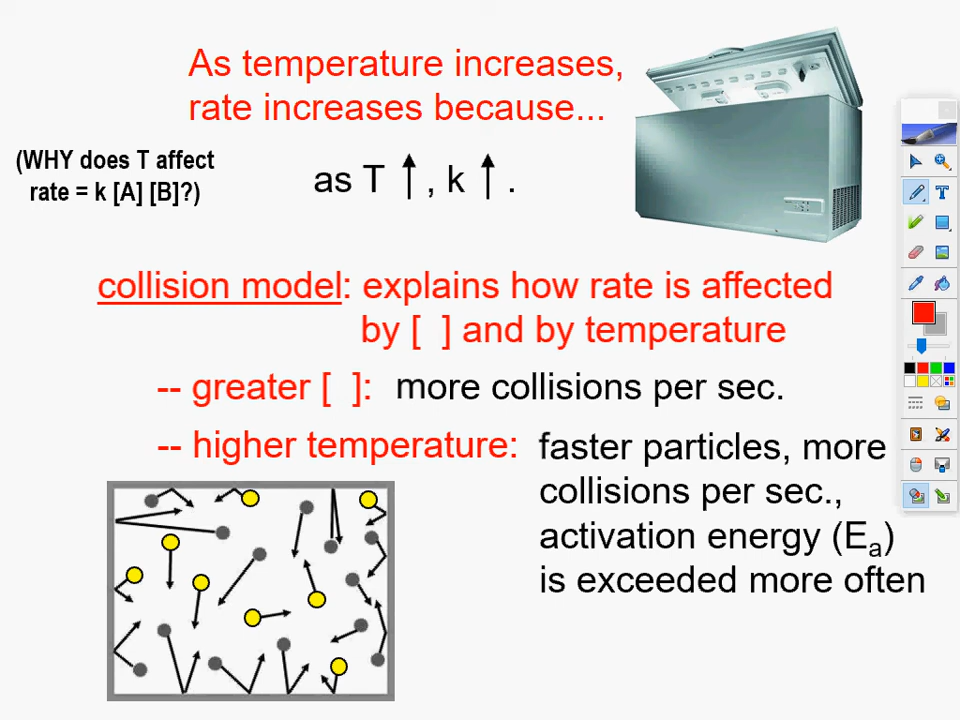 As temperature increases,
rate increases because...
(WHY does T affect
rate = k [A] [B]?)
as T ↑, k ↑.
collision model: explains how rate is affected
by [ ] and by temperature
-- greater [ ]: more collisions per sec.
-- higher temperature: faster particles, more
collisions per sec.,
activation energy (Eₐ)
is exceeded more often
T